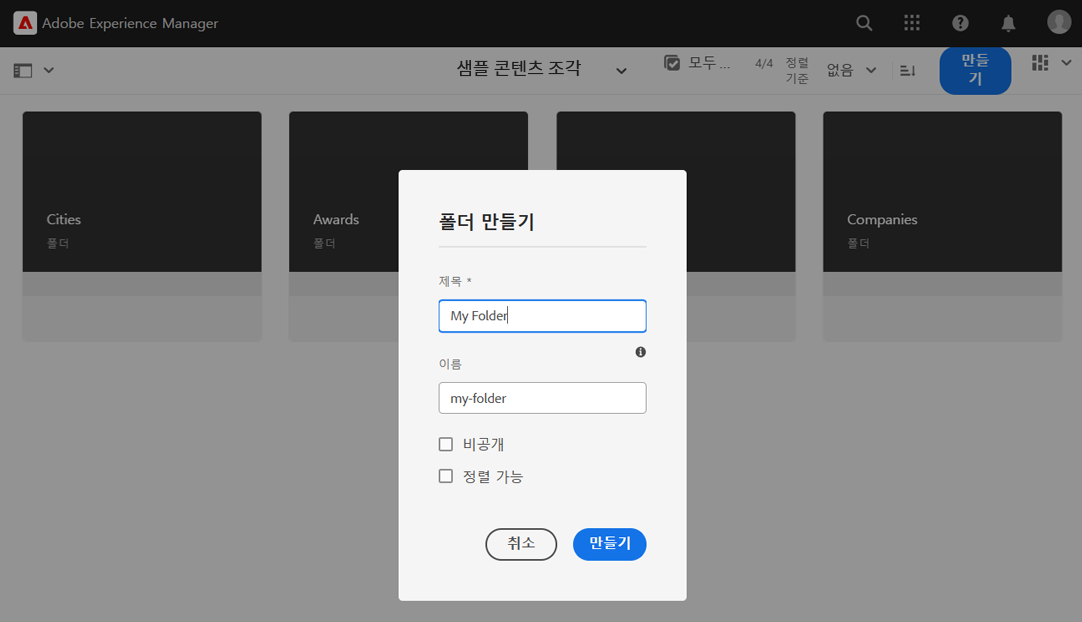 Adobe Experience Manager
샘플 콘텐츠 조각
모두 ...
4/4
정렬
기준
없음
만들
기
Cities
폴더
Awards
폴더
Companies
폴더
폴더 만들기
제목 *
My Folder
이름
my-folder
비공개
정렬 가능
취소
만들기